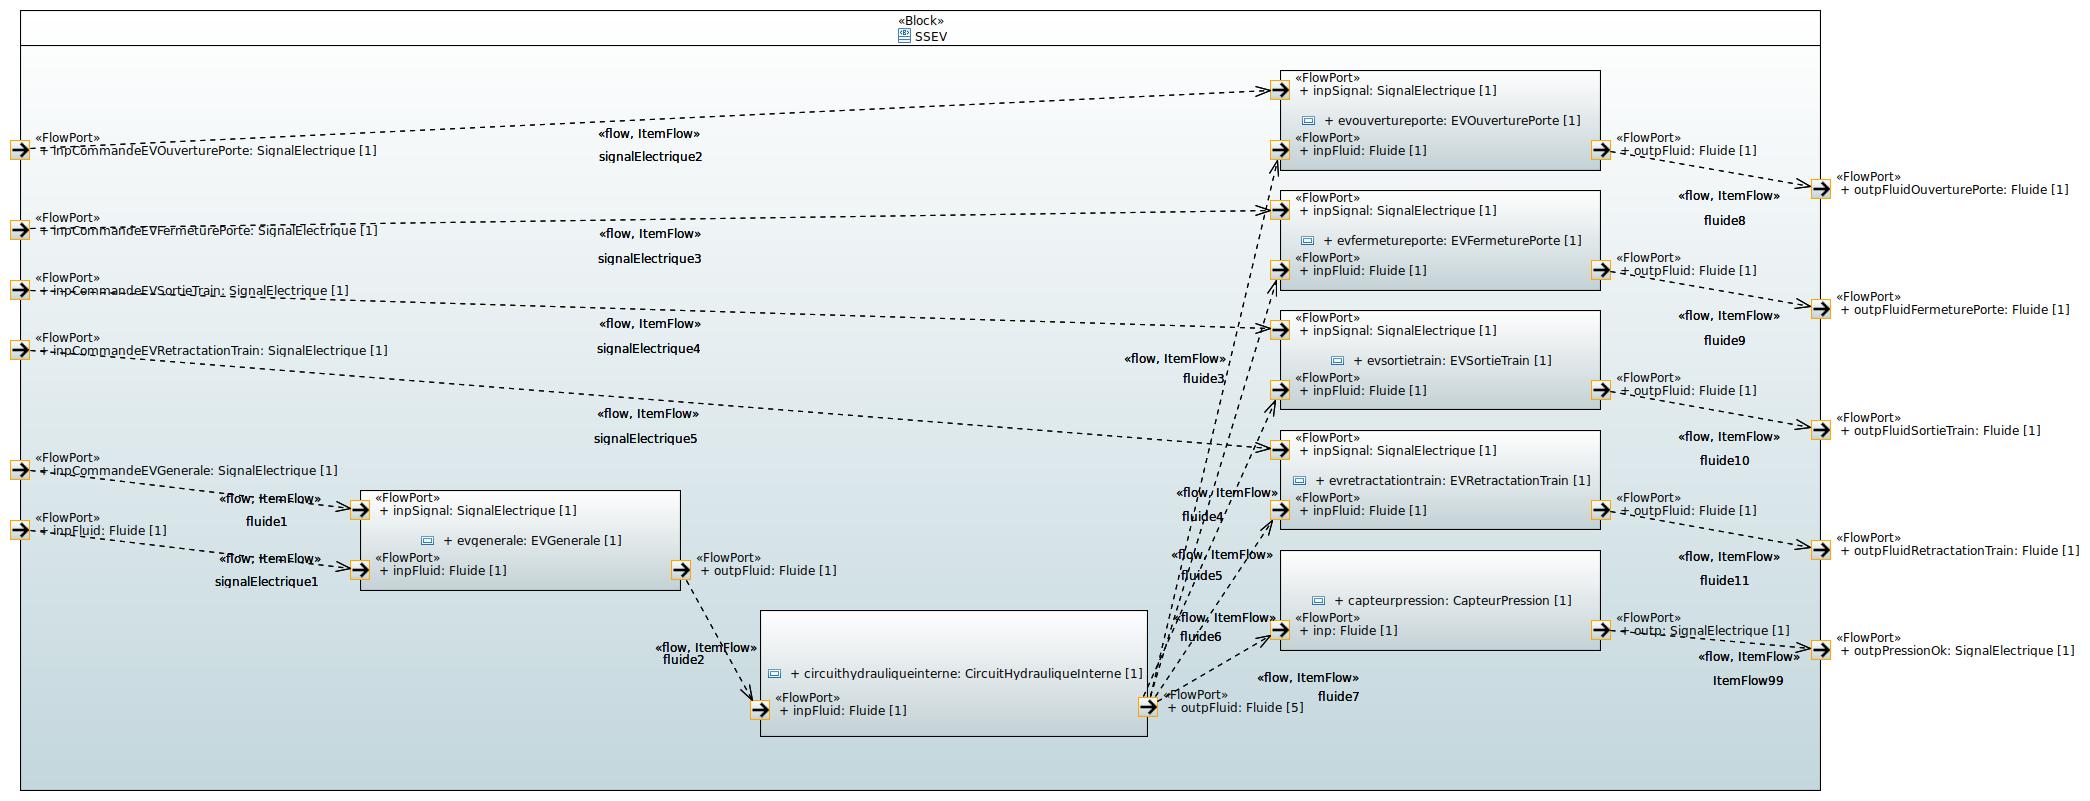 «Block»
SSEV
«FlowPort»
+ inpCommandeEVOuverturePorte: SignalElectrique [1]
«FlowPort»
+ inpCommandeEVFermeturePorte: SignalElectrique [1]
«FlowPort»
+ inpCommandeEVSortieTrain: SignalElectrique [1]
«FlowPort»
+ inpCommandeEVRetractationTrain: SignalElectrique [1]
«FlowPort»
+ inpCommandeEVGenerale: SignalElectrique [1]
«FlowPort»
+ inpFluid: Fluide [1]
«flow, ItemFlow»
signalElectrique2
«flow, ItemFlow»
signalElectrique3
«flow, ItemFlow»
signalElectrique4
«flow, ItemFlow»
signalElectrique5
«flow, ItemFlow»
fluide1
«flow, ItemFlow»
signalElectrique1
«FlowPort»
+ inpSignal: SignalElectrique [1]
+ evgenerale: EVGenerale [1]
«FlowPort»
+ inpFluid: Fluide [1]
«FlowPort»
+ outpFluid: Fluide [1]
«flow, ItemFlow»
fluide2
+ circuithydrauliqueinterne: CircuitHydrauliqueInterne [1]
«FlowPort»
+ inpFluid: Fluide [1]
«FlowPort»
+ outpFluid: Fluide [5]
«flow, ItemFlow»
fluide3
«flow, ItemFlow»
fluide4
«flow, ItemFlow»
fluide5
«flow, ItemFlow»
fluide6
«flow, ItemFlow»
fluide7
«FlowPort»
+ inpSignal: SignalElectrique [1]
+ evouvertureporte: EVOuverturePorte [1]
«FlowPort»
+ inpFluid: Fluide [1]
«FlowPort»
+ outpFluid: Fluide [1]
«FlowPort»
+ inpSignal: SignalElectrique [1]
+ evfermetureporte: EVFermeturePorte [1]
«FlowPort»
+ inpFluid: Fluide [1]
«FlowPort»
+ outpFluid: Fluide [1]
«FlowPort»
+ inpSignal: SignalElectrique [1]
+ evsortietrain: EVSortieTrain [1]
«FlowPort»
+ inpFluid: Fluide [1]
«FlowPort»
+ outpFluid: Fluide [1]
«FlowPort»
+ inpSignal: SignalElectrique [1]
+ evretractationtrain: EVRetractationTrain [1]
«FlowPort»
+ inpFluid: Fluide [1]
«FlowPort»
+ outpFluid: Fluide [1]
+ capteurpression: CapteurPression [1]
«FlowPort»
+ inp: Fluide [1]
«FlowPort»
+ outp: SignalElectrique [1]
«flow, ItemFlow»
fluide8
«flow, ItemFlow»
fluide9
«flow, ItemFlow»
fluide10
«flow, ItemFlow»
fluide11
«flow, ItemFlow»
ItemFlow99
«FlowPort»
+ outpFluidOuverturePorte: Fluide [1]
«FlowPort»
+ outpFluidFermeturePorte: Fluide [1]
«FlowPort»
+ outpFluidSortieTrain: Fluide [1]
«FlowPort»
+ outpFluidRetractationTrain: Fluide [1]
«FlowPort»
+ outpPressionOk: SignalElectrique [1]